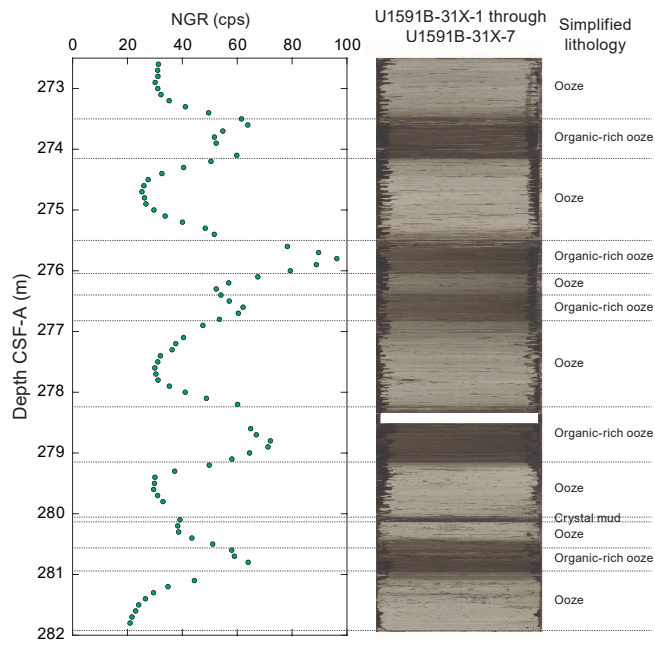 NGR (cps)
U1591B-31X-1 through
U1591B-31X-7
Simplified
lithology
0 20 40 60 80 100
Depth CSF-A (m)
273
274
275
276
277
278
279
280
281
282
Ooze
Organic-rich ooze
Ooze
Organic-rich ooze
Ooze
Organic-rich ooze
Ooze
Organic-rich ooze
Ooze
Crystal mud
Ooze
Organic-rich ooze
Ooze